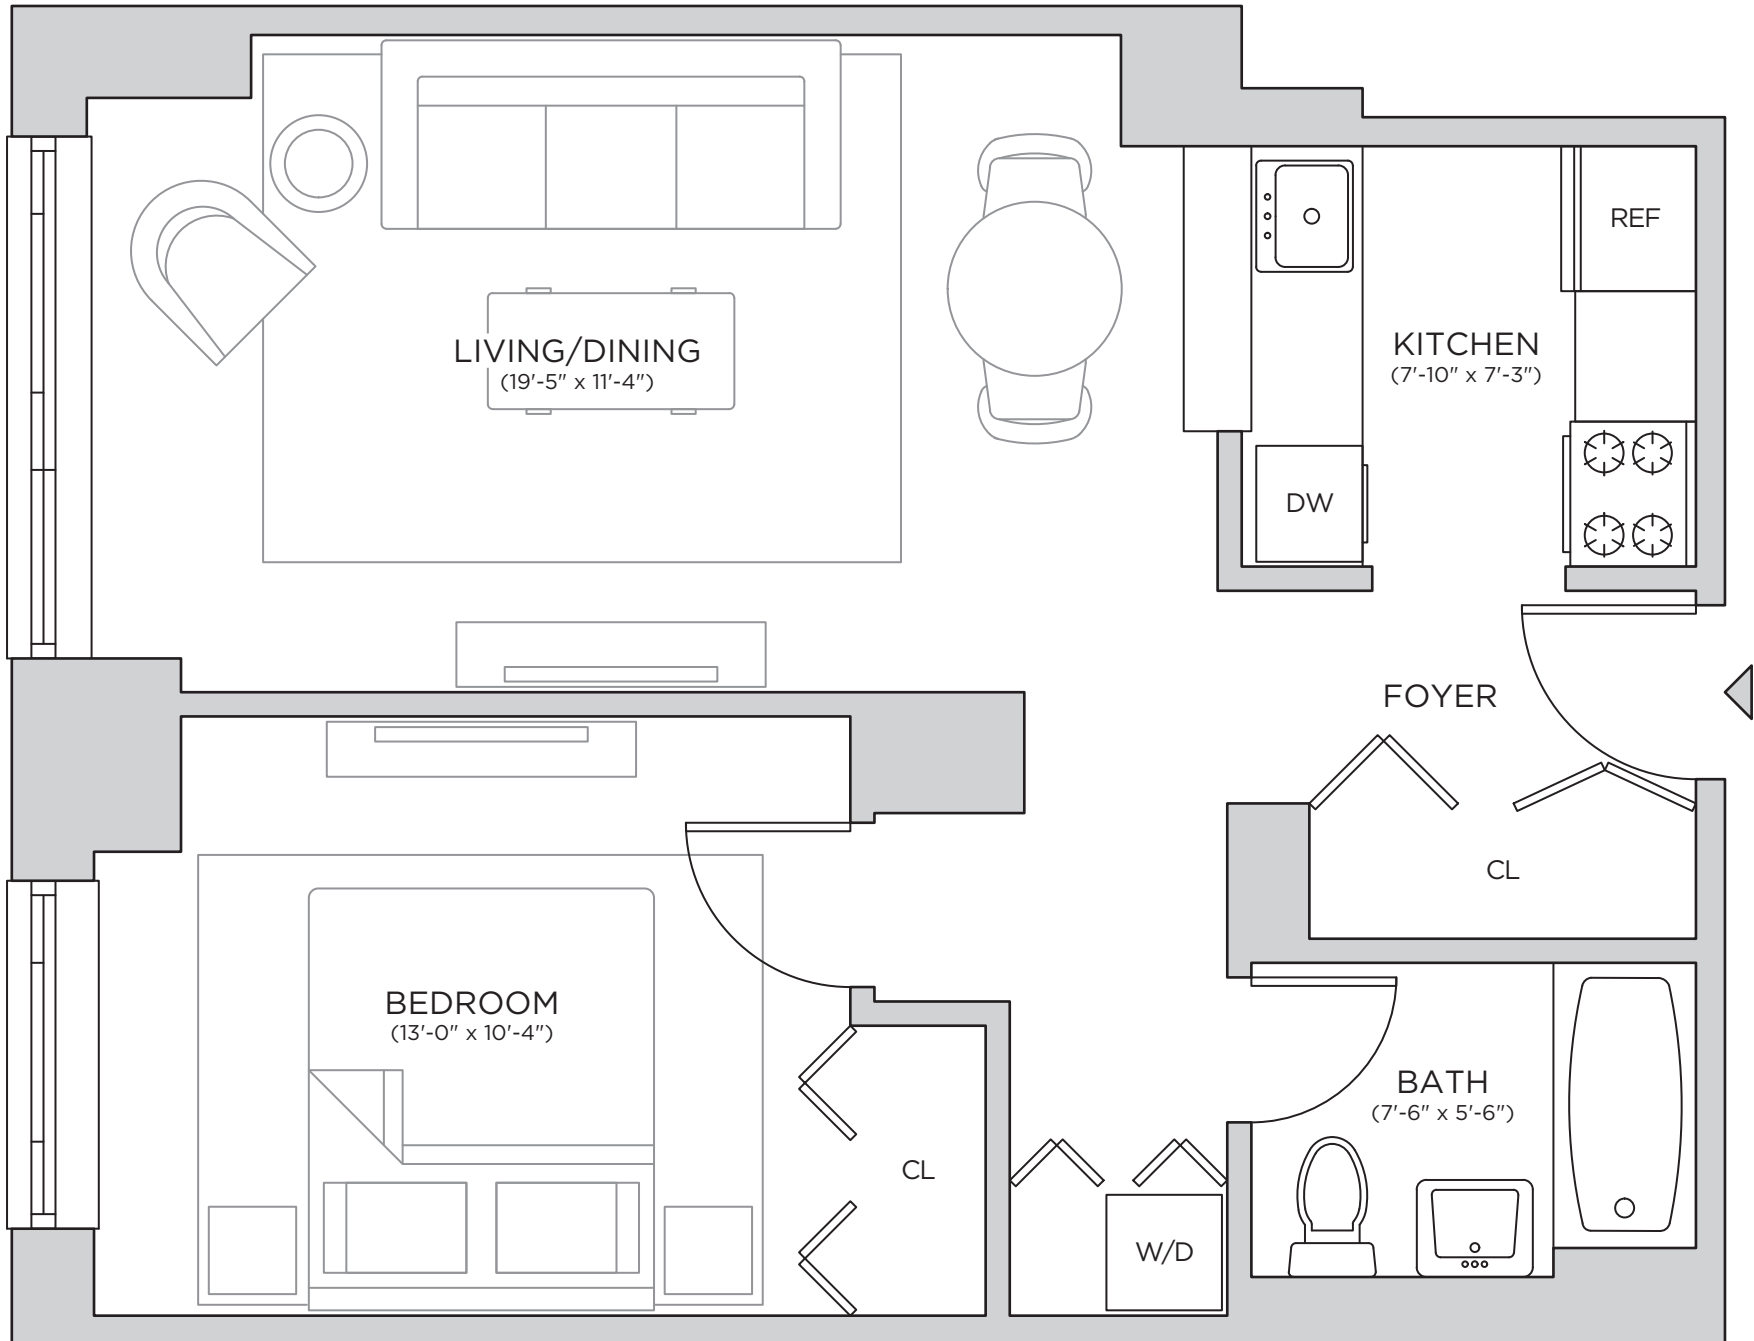 REF
LIVING/DINING
(19'-5" x 11'-4")
KITCHEN
(7'-10" x 7'-3")
DW
FOYER
CL
BEDROOM
(13'-0" x 10'-4")
BATH
(7'-6" x 5'-6")
CL
W/D